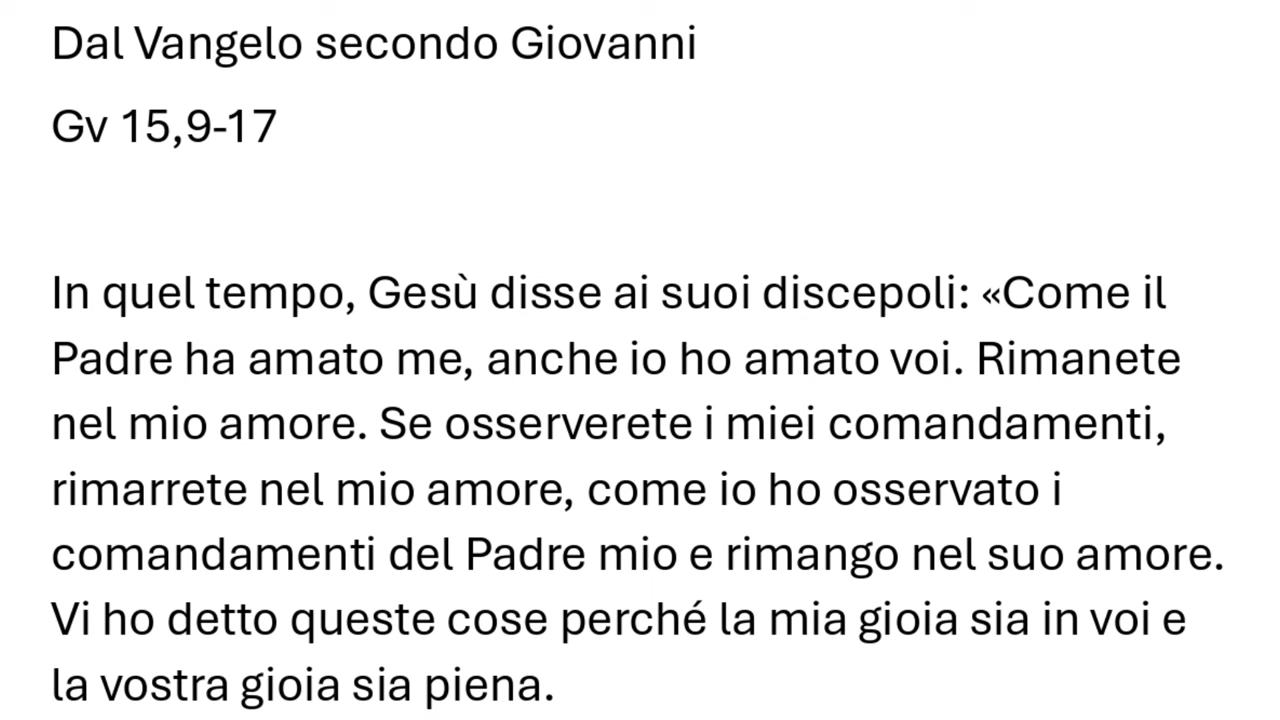 Dal Vangelo secondo Giovanni
Gv 15,9-17
In quel tempo, Gesù disse ai suoi discepoli: «Come il
Padre ha amato me, anche io ho amato voi. Rimanete
nel mio amore. Se osserverete i miei comandamenti,
rimarrete nel mio amore, come io ho osservato i
comandamenti del Padre mio e rimango nel suo amore.
Vi ho detto queste cose perché la mia gioia sia in voi e
la vostra gioia sia piena.